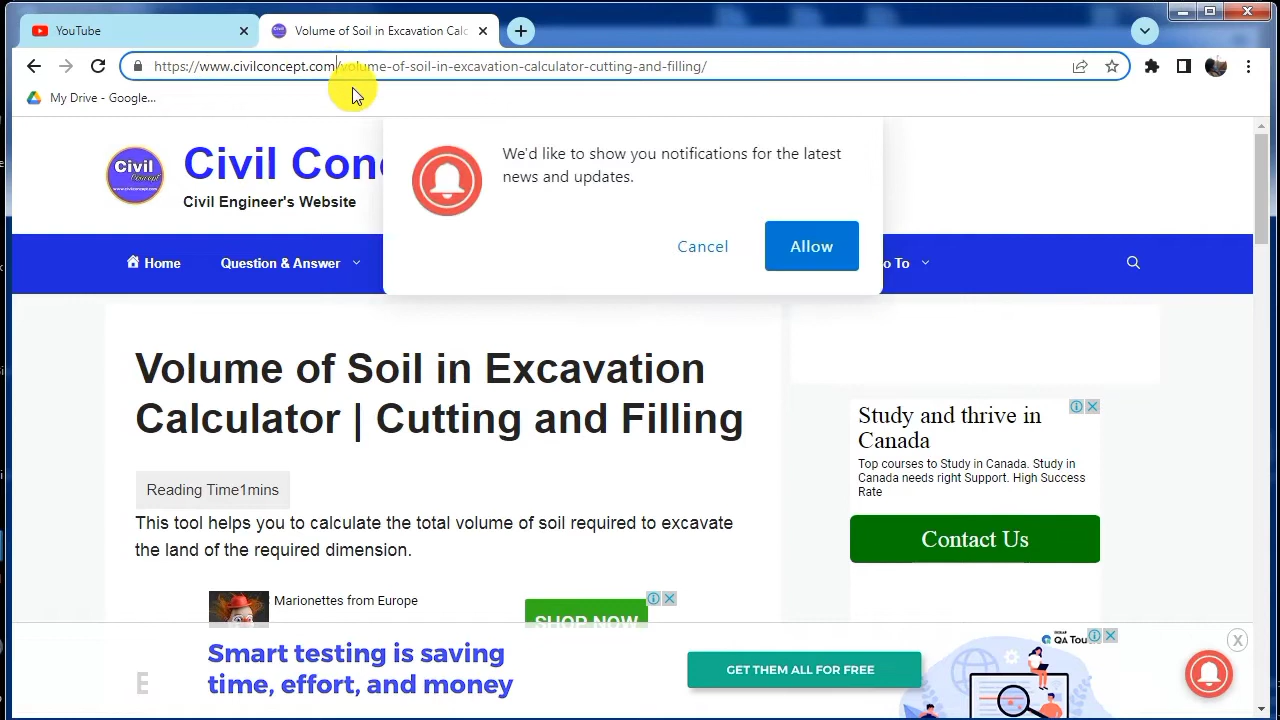 YouTube
Volume of Soil in Excavation Calc
https://www.civilconcept.com/volume-of-soil-in-excavation-calculator-cutting-and-filling/
My Drive - Google...
Civil Concept
www.civilconcept.com
Civil Conc
Civil Engineer's Website
We'd like to show you notifications for the latest
news and updates.
Cancel
Allow
Home
Question & Answer
o To
Volume of Soil in Excavation
Calculator | Cutting and Filling
Reading Time1mins
This tool helps you to calculate the total volume of soil required to excavate
the land of the required dimension.
Study and thrive in
Canada
Top courses to Study in Canada. Study in
Canada needs right Support. High Success
Rate
Contact Us
Marionettes from Europe
SHOP NOW
Smart testing is saving
time, effort, and money
GET THEM ALL FOR FREE
QA Tou
X
E